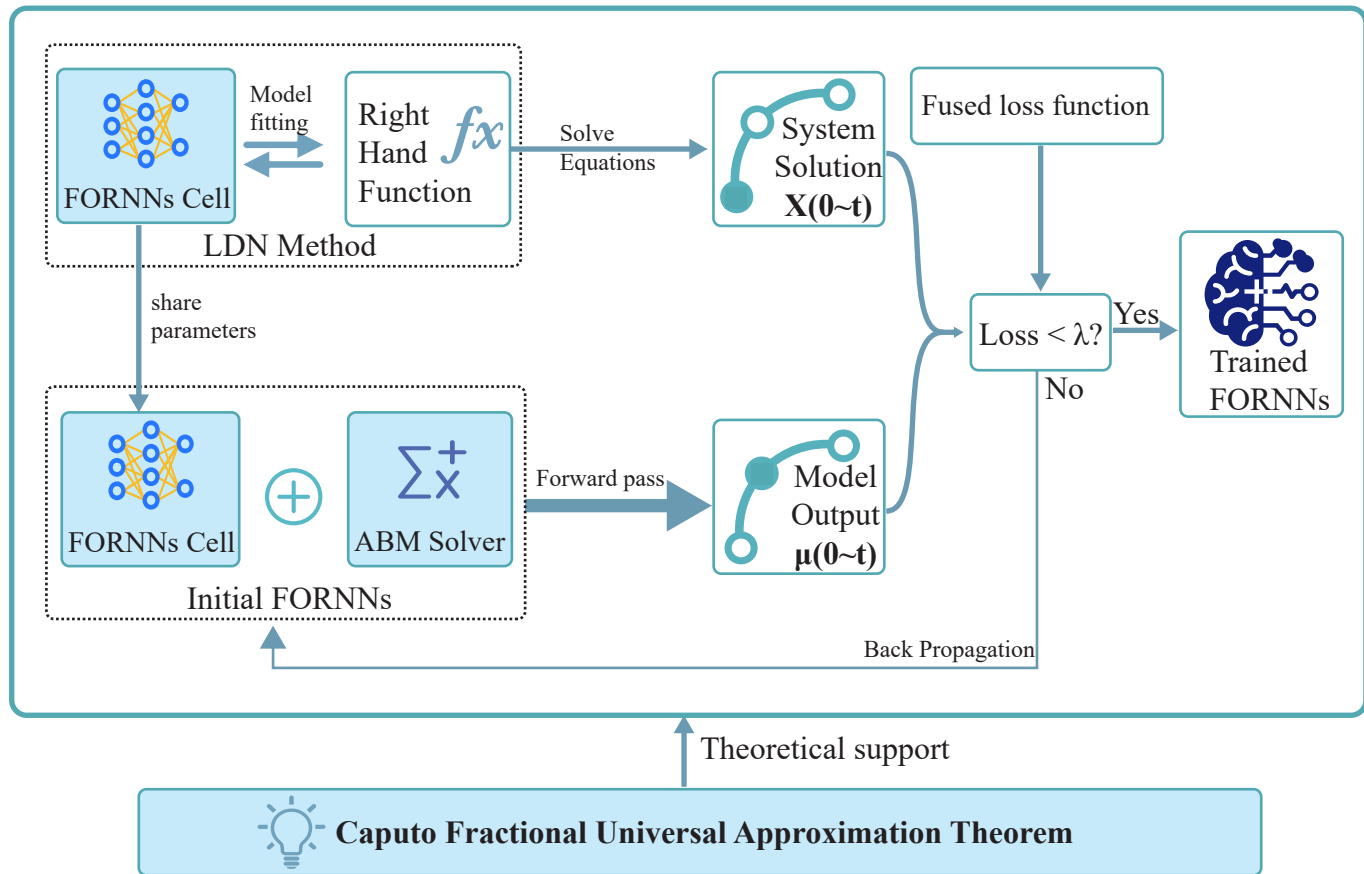 Model
fitting
FORNNs Cell
Right
Hand
Function
fx
LDN Method
Solve
Equations
System
Solution
X(0~t)
Fused loss function
share
parameters
Loss < λ?
Yes
No
Trained
FORNNs
FORNNs Cell
+
Σ+x
ABM Solver
Initial FORNNs
Forward pass
Model
Output
μ(0~t)
Back Propagation
Theoretical support
Caputo Fractional Universal Approximation Theorem